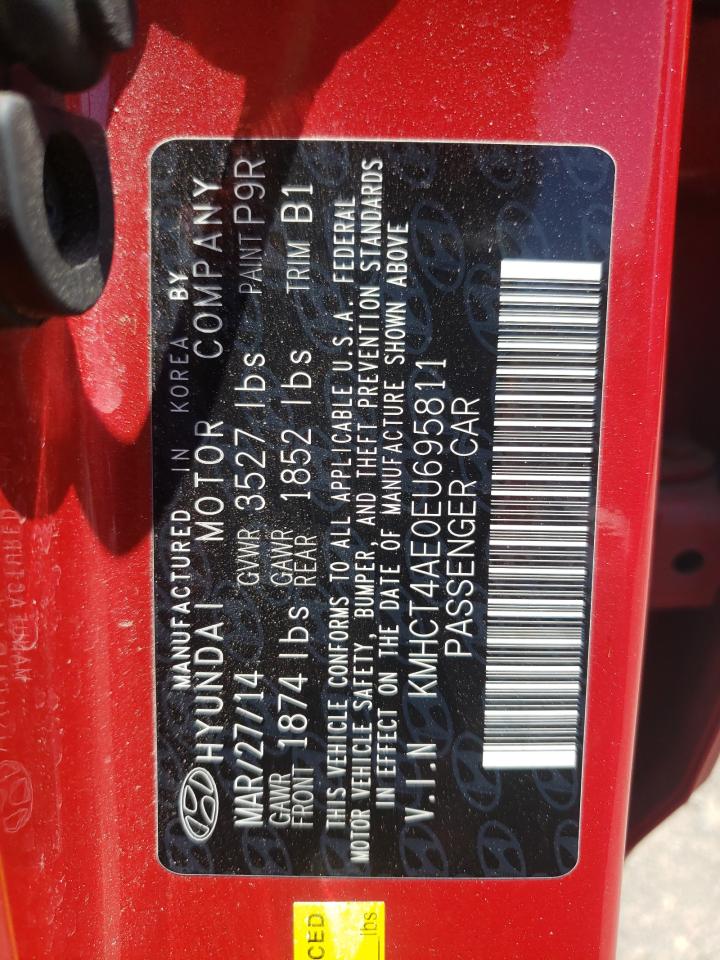 MANUFACTURED IN KOREA BY
HYUNDAI MOTOR COMPANY
MAR/27/14 GVWR 3527 lbs PAINT P9R
GAWR FRONT 1874 lbs GAWR REAR 1852 lbs TRIM B1
THIS VEHICLE CONFORMS TO ALL APPLICABLE U.S.A FEDERAL
MOTOR VEHICLE SAFETY, BUMPER, AND THEFT PREVENTION STANDARDS
IN EFFECT ON THE DATE OF MANUFACTURE SHOWN ABOVE
V.I.N KMHCT4AE0EU695811
PASSENGER CAR
CED
lbs